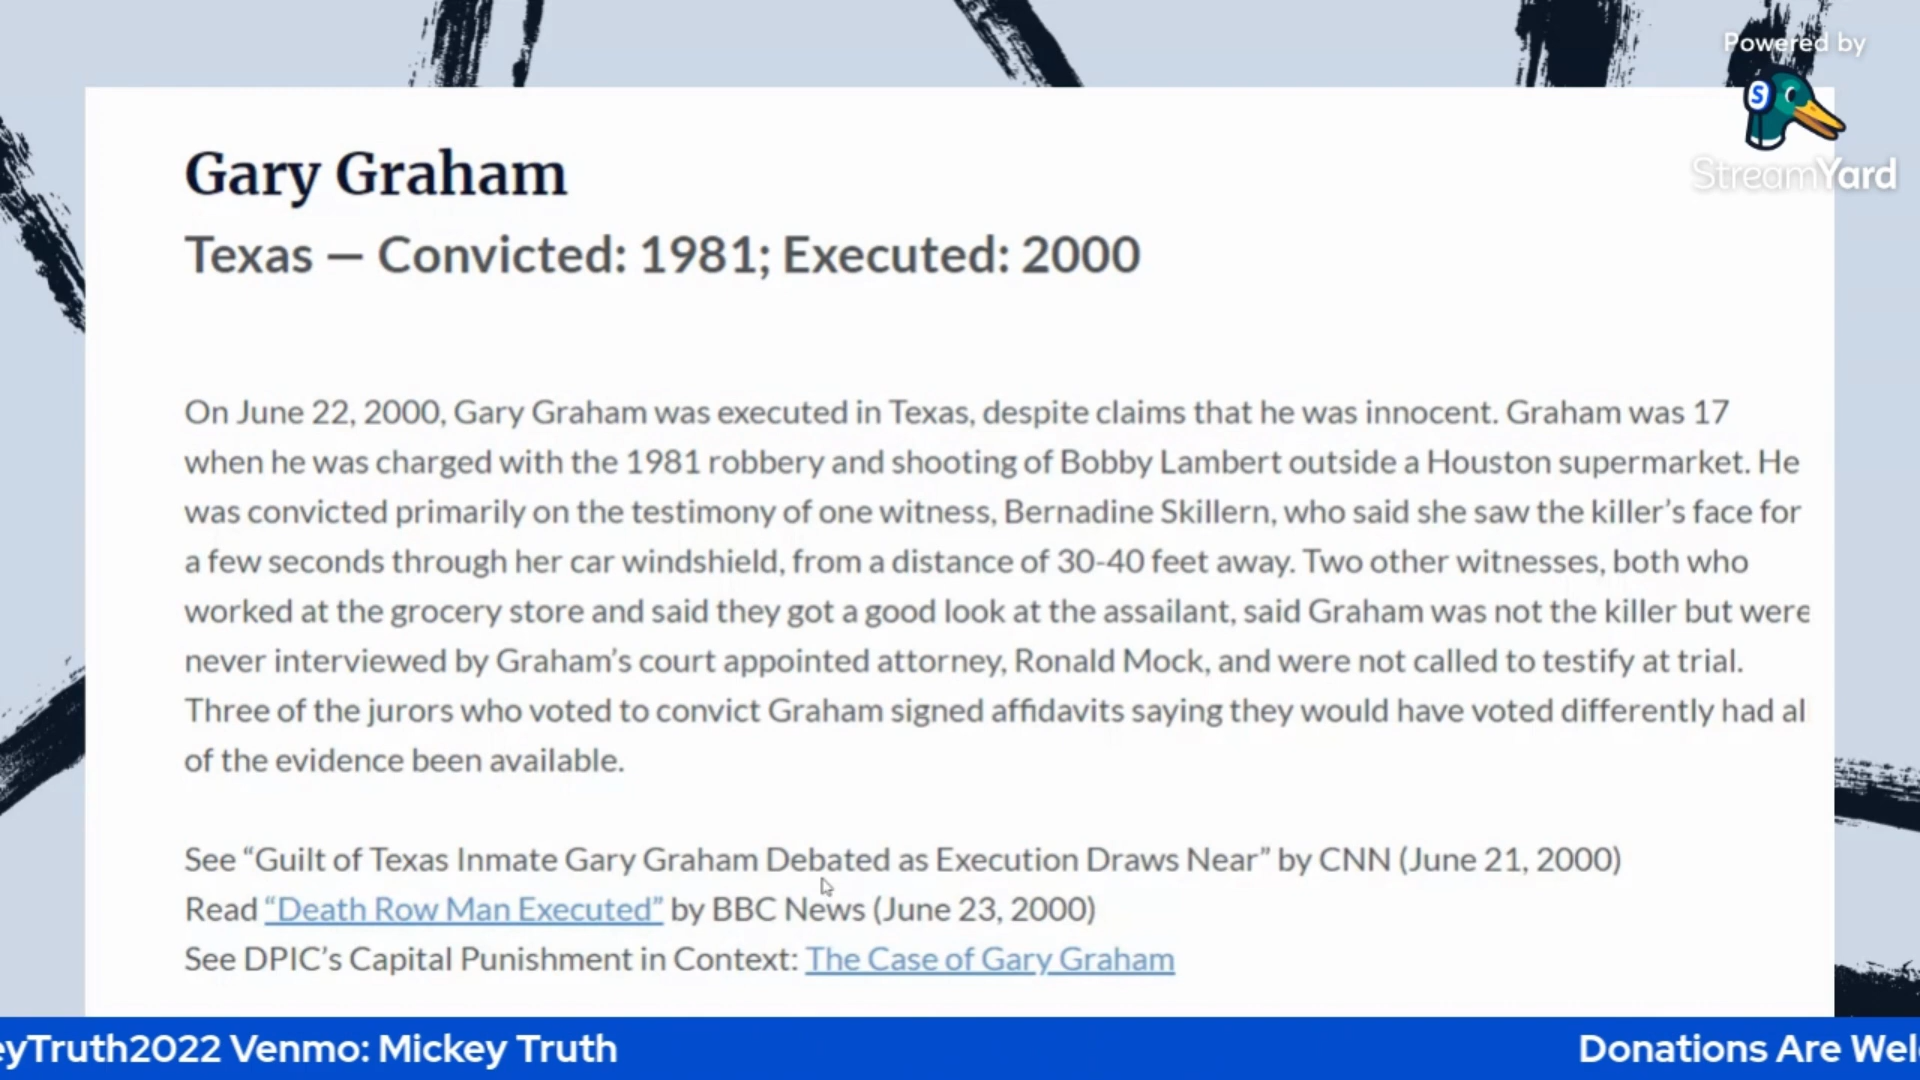 Powered by
StreamYard
Gary Graham
Texas — Convicted: 1981; Executed: 2000
On June 22, 2000, Gary Graham was executed in Texas, despite claims that he was innocent. Graham was 17
when he was charged with the 1981 robbery and shooting of Bobby Lambert outside a Houston supermarket. He
was convicted primarily on the testimony of one witness, Bernadine Skillern, who said she saw the killer’s face for
a few seconds through her car windshield, from a distance of 30-40 feet away. Two other witnesses, both who
worked at the grocery store and said they got a good look at the assailant, said Graham was not the killer but were
never interviewed by Graham’s court appointed attorney, Ronald Mock, and were not called to testify at trial.
Three of the jurors who voted to convict Graham signed affidavits saying they would have voted differently had al
of the evidence been available.
See “Guilt of Texas Inmate Gary Graham Debated as Execution Draws Near” by CNN (June 21, 2000)
Read “Death Row Man Executed” by BBC News (June 23, 2000)
See DPIC’s Capital Punishment in Context: The Case of Gary Graham
eyTruth2022 Venmo: Mickey Truth
Donations Are Wel